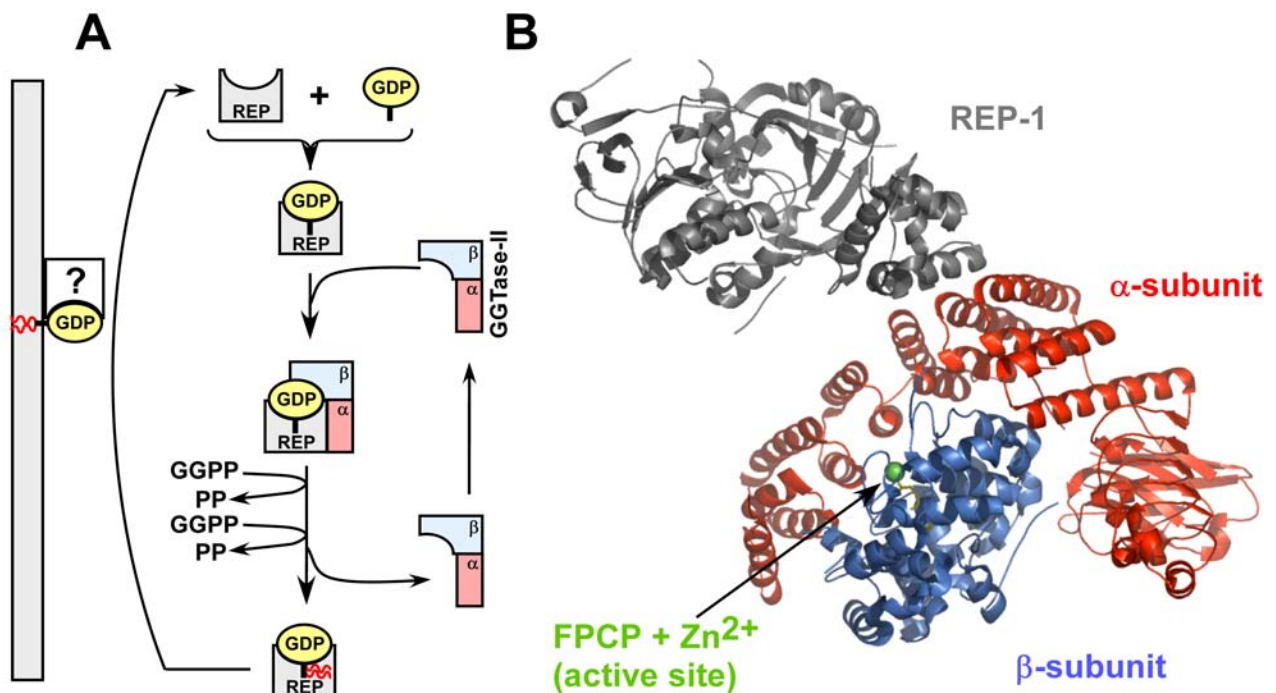 A
B
REP
+
GDP
REP-1
GDP
REP
β
α
GGTase-II
?
GDP
α-subunit
β
GDP
α
REP
GGPP
PP
GGPP
PP
β
α
FPCP + Zn²⁺
(active site)
GDP
REP
β-subunit